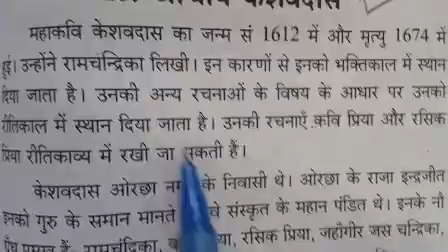 महाकवि केशवदास का जन्म सं 1612 में और मृत्यु 1674 में
हुई। उन्होंने रामचन्द्रिका लिखी। इन कारणों से इनको भक्तिकाल में स्थान
दिया जाता है। उनकी अन्य रचनाओं के विषय के आधार पर उनको
रीतिकाल में स्थान दिया जाता है। उनकी रचनाएँ कवि प्रिया और रसिक
प्रिया रीतिकाव्य में रखी जा सकती हैं।
केशवदास ओरछा के निवासी थे। ओरछा के राजा इन्द्रजीत
इनको गुरु के समान मानते वे संस्कृत के महान पंडित थे। इनके नौ
रामचंद्रिका, रसिक प्रिया, जहाँगीर जस चन्द्रिका,